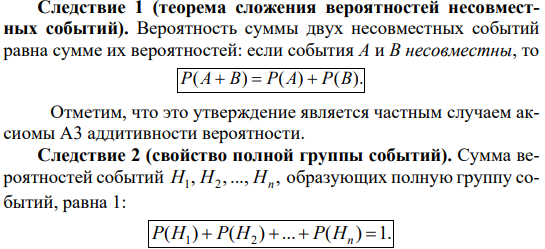 Следствие 1 (теорема сложения вероятностей несовмест-
ных событий). Вероятность суммы двух несовместных событий
равна сумме их вероятностей: если события A и B несовместны, то
P(A + B) = P(A) + P(B).
Отметим, что это утверждение является частным случаем ак-
сиомы А3 аддитивности вероятности.
Следствие 2 (свойство полной группы событий). Сумма ве-
роятностей событий H₁, H₂, ..., Hₙ, образующих полную группу со-
бытий, равна 1:
P(H₁) + P(H₂) + ... + P(Hₙ) = 1.